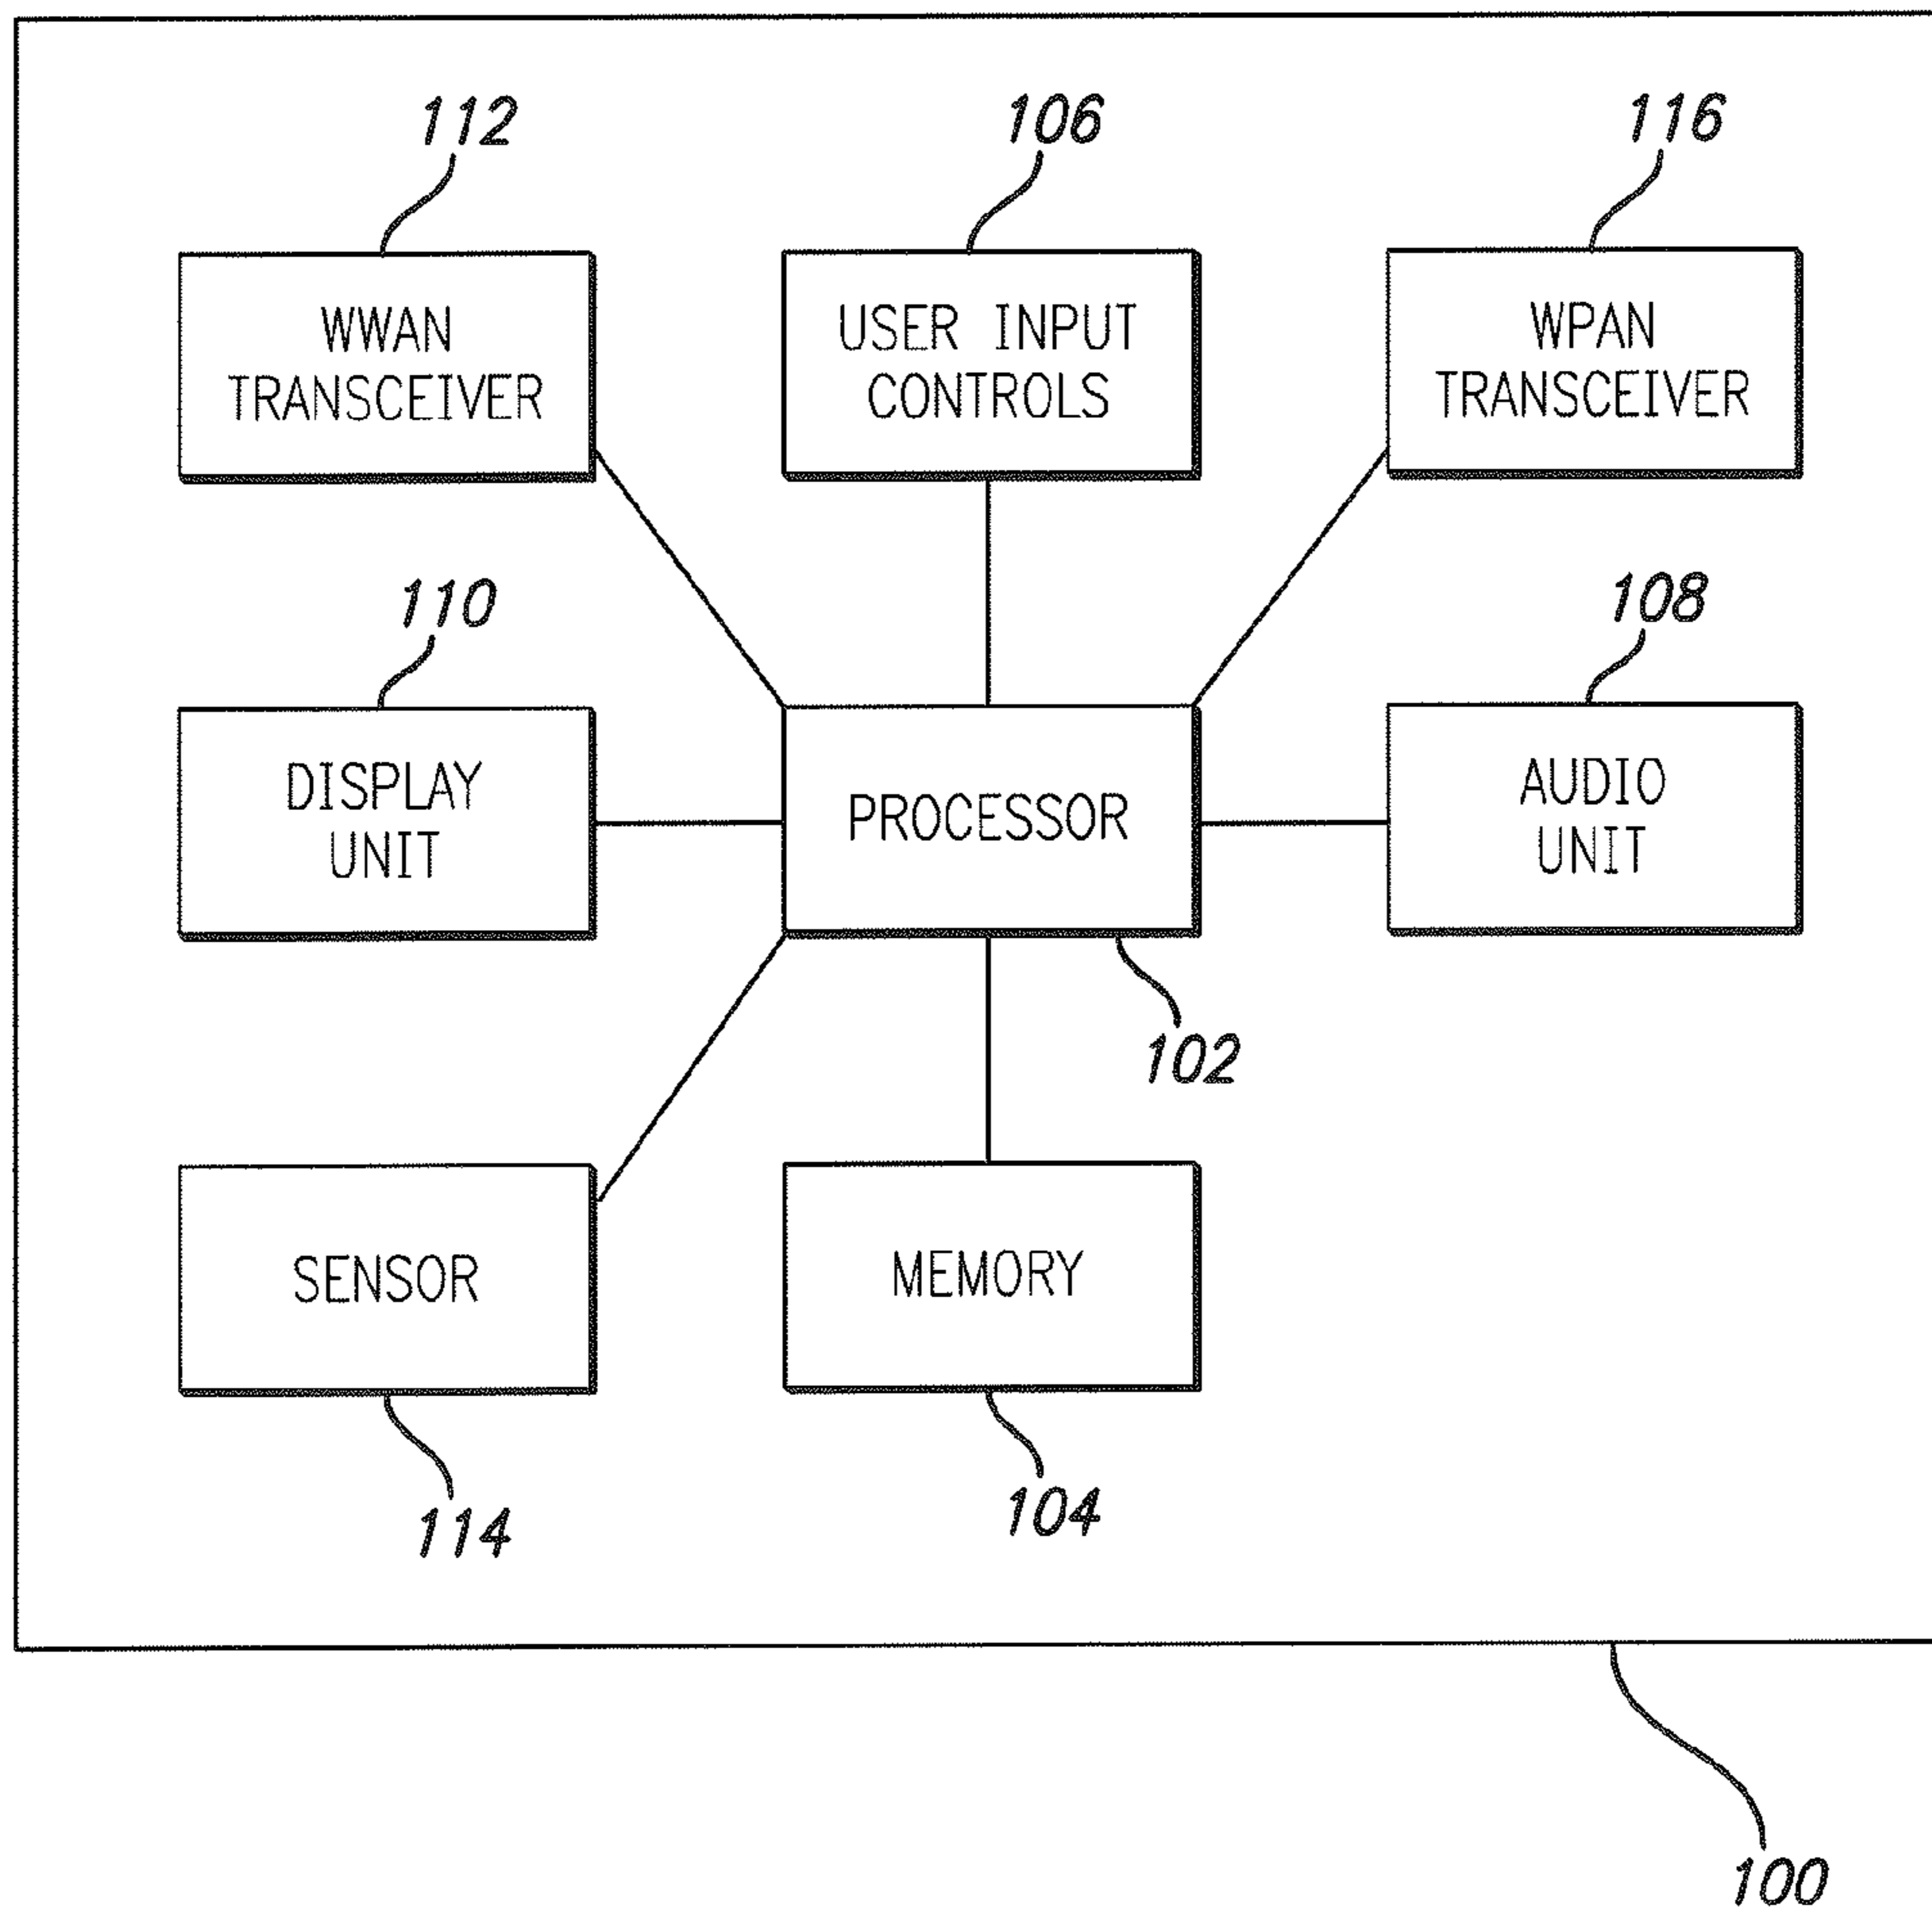 112
106
116
WWAN
TRANSCEIVER
USER INPUT
CONTROLS
WPAN
TRANSCEIVER
110
108
DISPLAY
UNIT
PROCESSOR
AUDIO
UNIT
102
SENSOR
MEMORY
114
104
100